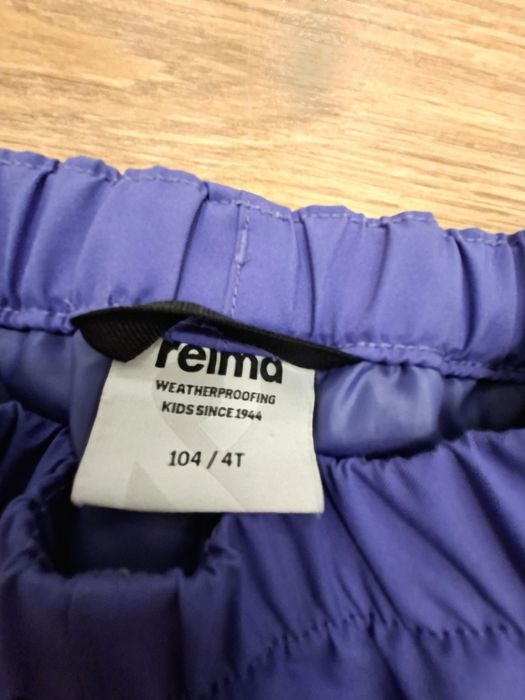 reima
WEATHERPROOFING
KIDS SINCE 1944
104 / 4T